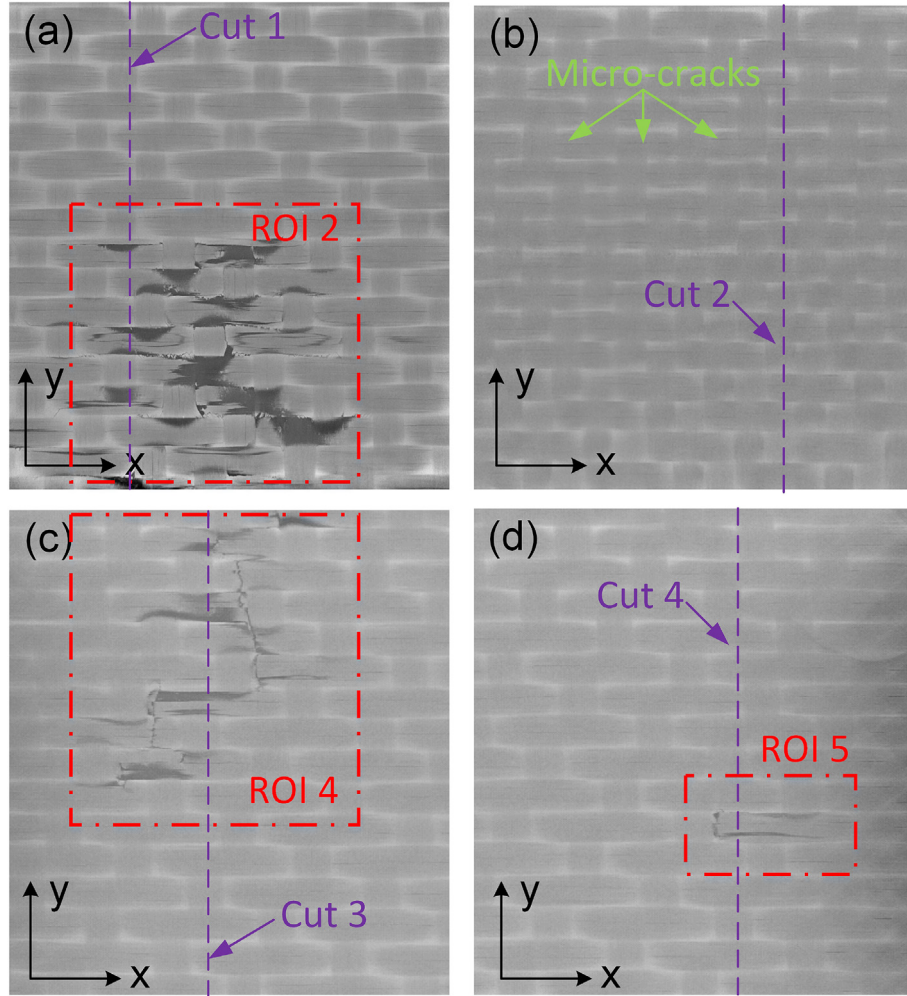 (a)
Cut 1
ROI 2
y
x
(b)
Micro-cracks
Cut 2
y
x
(c)
ROI 4
Cut 3
y
x
(d)
Cut 4
ROI 5
y
x